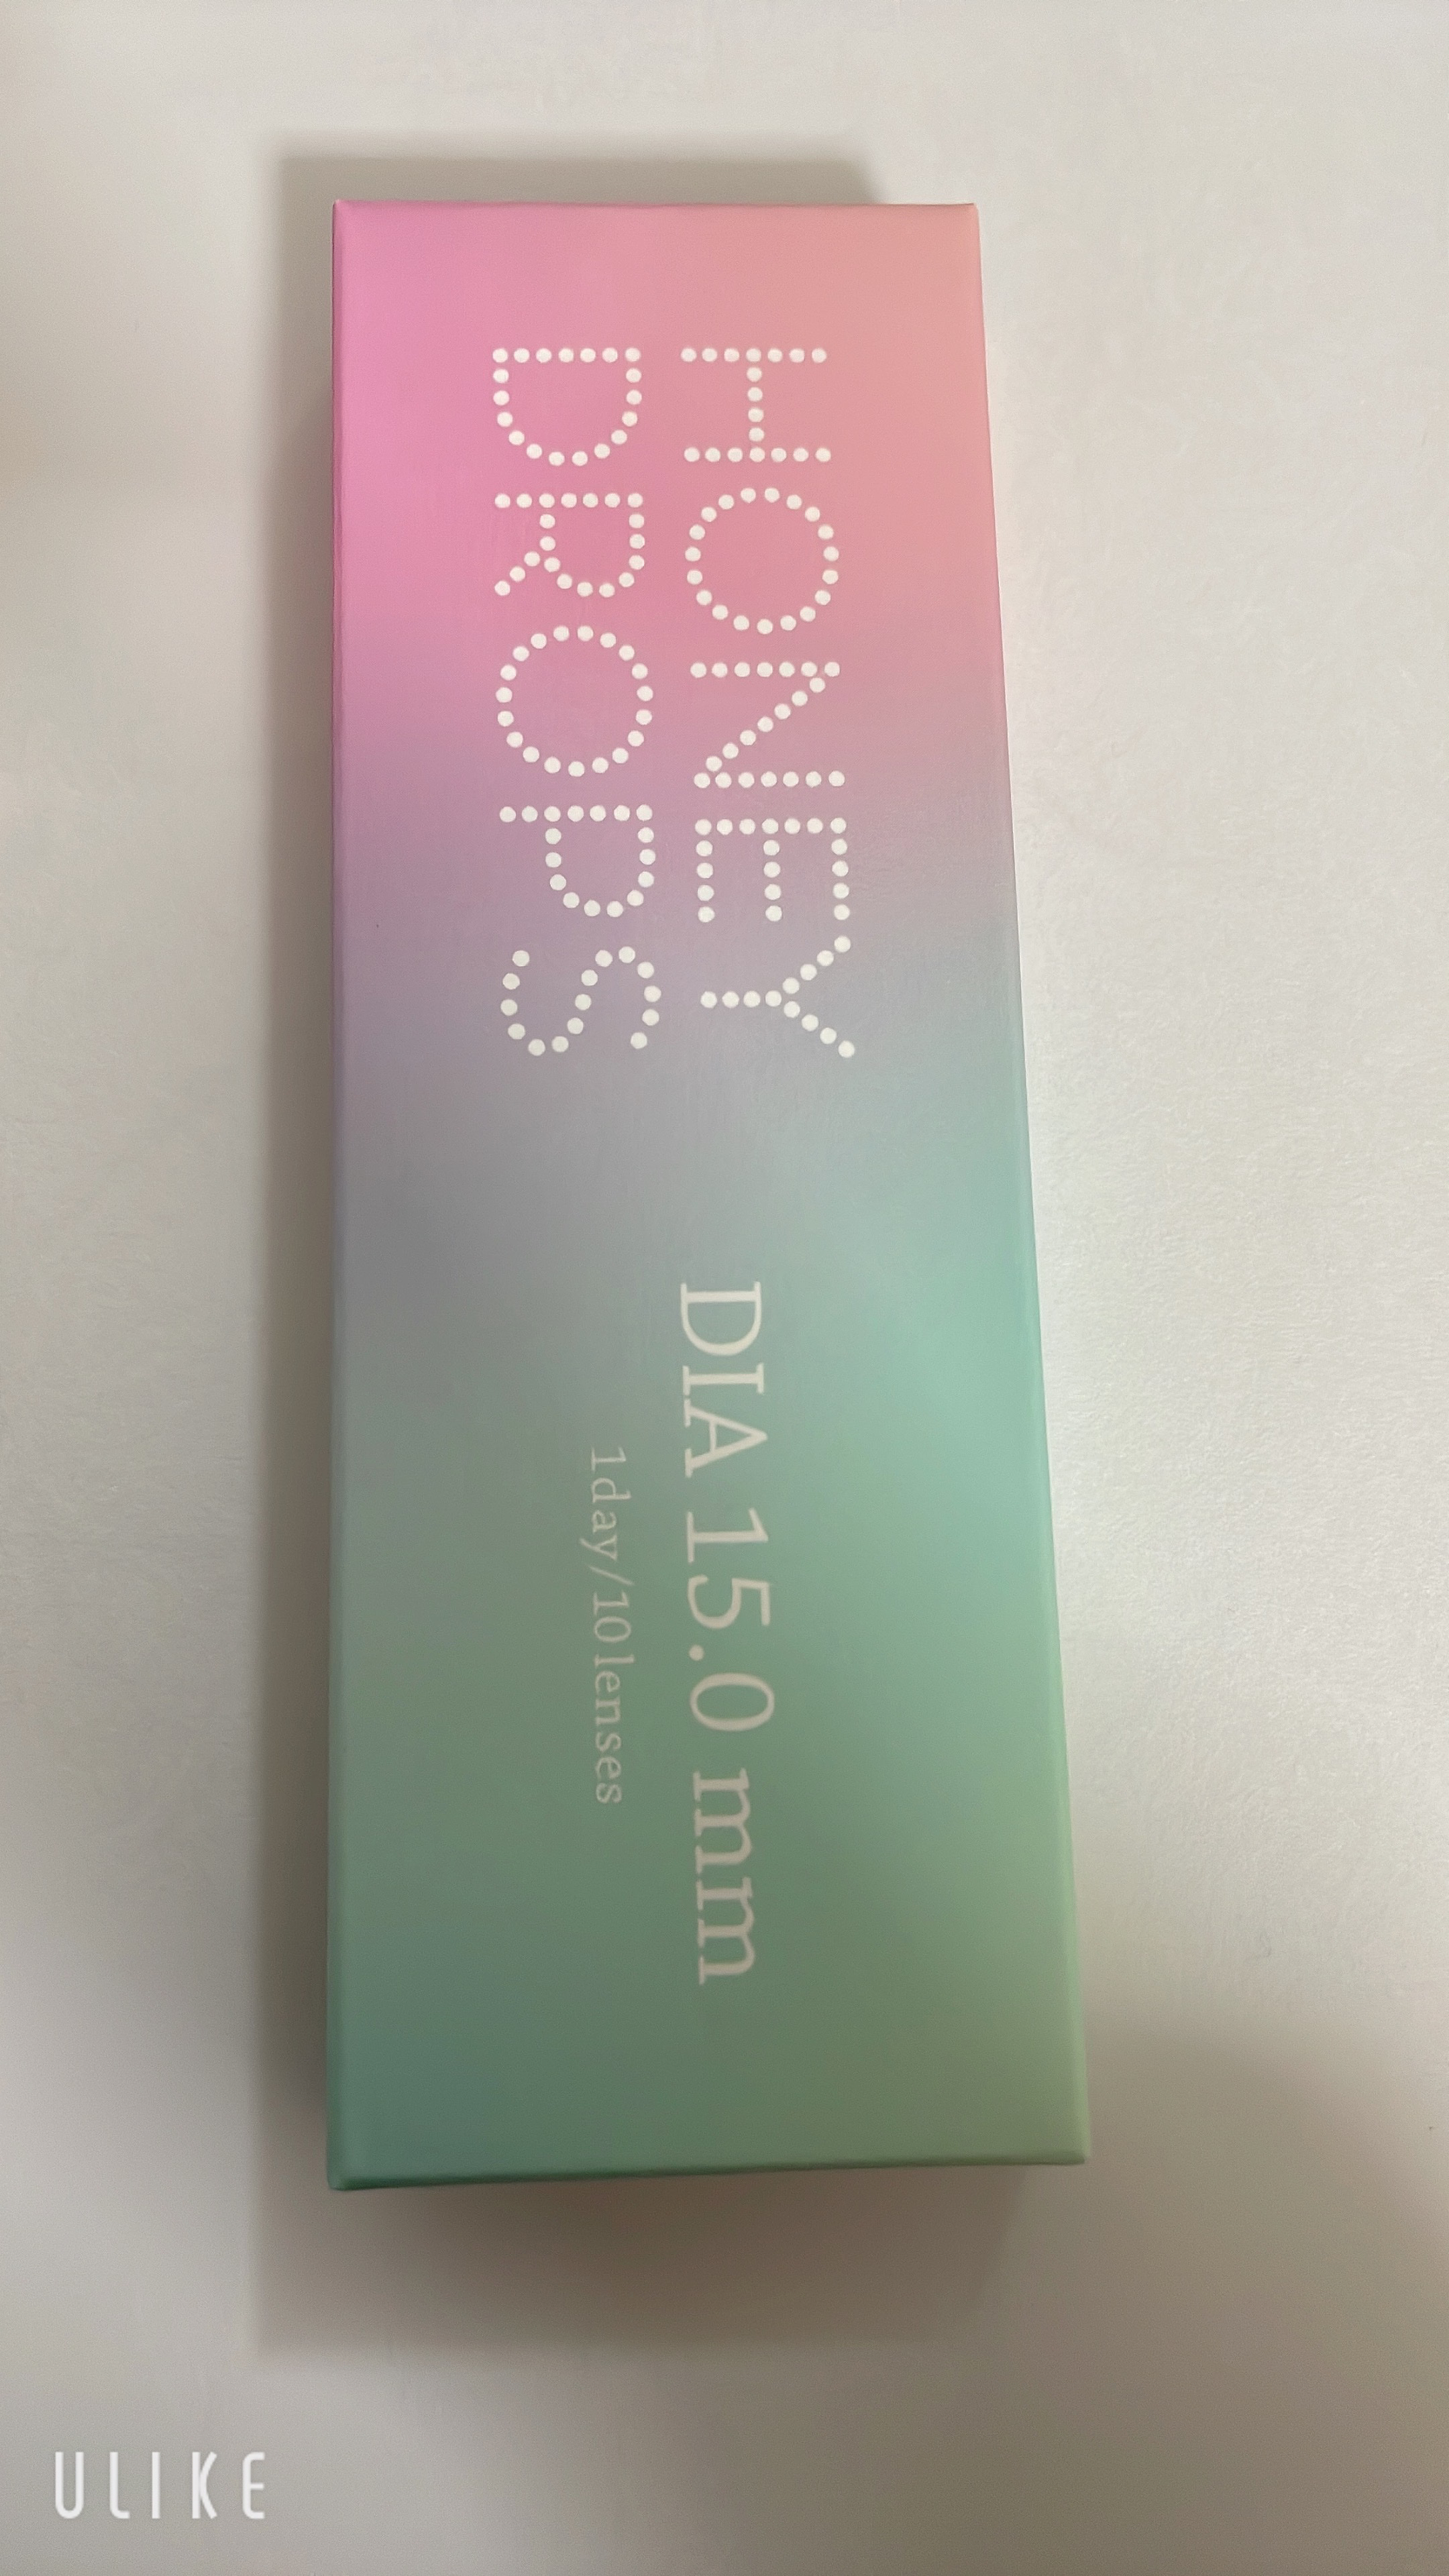 HONEY
DROPS
DIA 15.0 mm
1day/10lenses
ULIKE